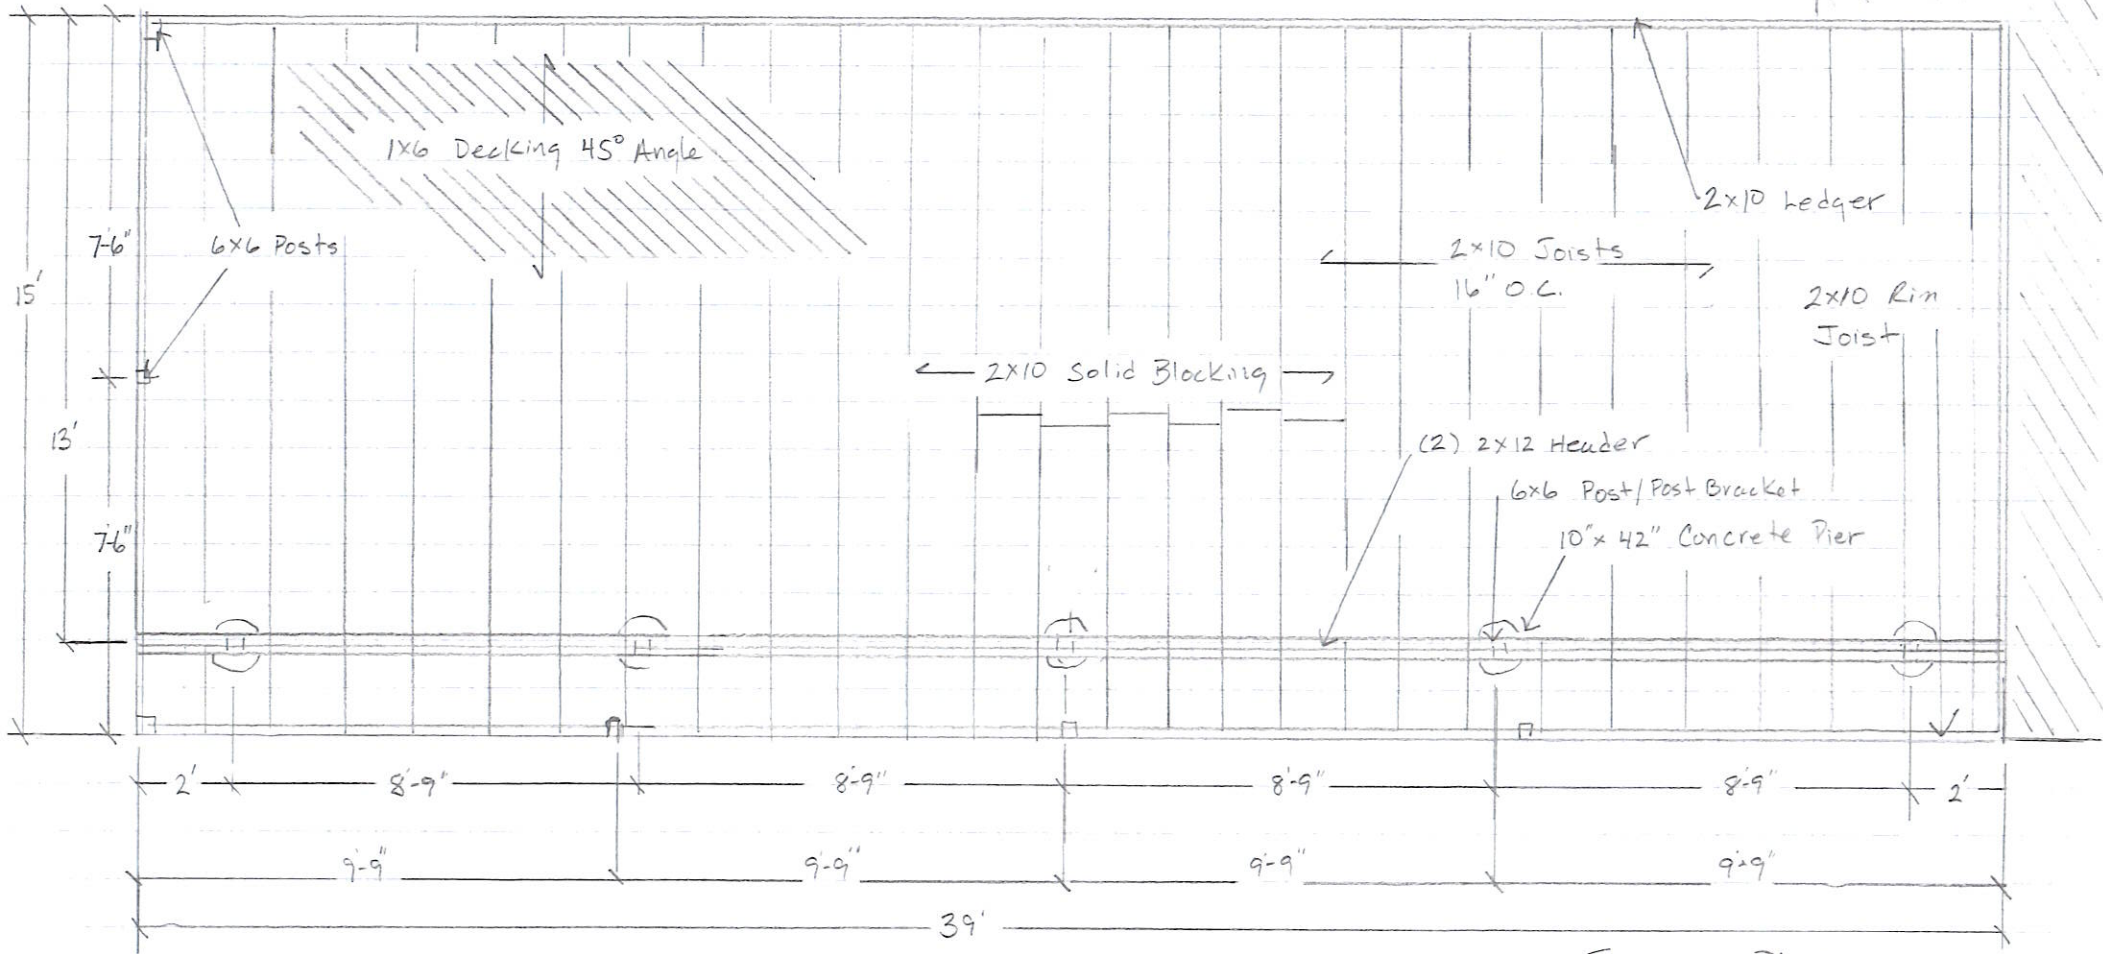 1x6 Decking 45° Angle
2x10 Ledger
7-6"
6x6 Posts
2x10 Joists
16" O.C.
15'
2x10 Rim
Joist
2x10 Solid Blocking
13'
(2) 2x12 Header
6x6 Post/Post Bracket
7-6"
10"x 42" Concrete Pier
2'
8'-9"
8'-9"
8'-9"
8'-9"
2'
9'-9"
9'-9"
9'-9"
9'-9"
39'